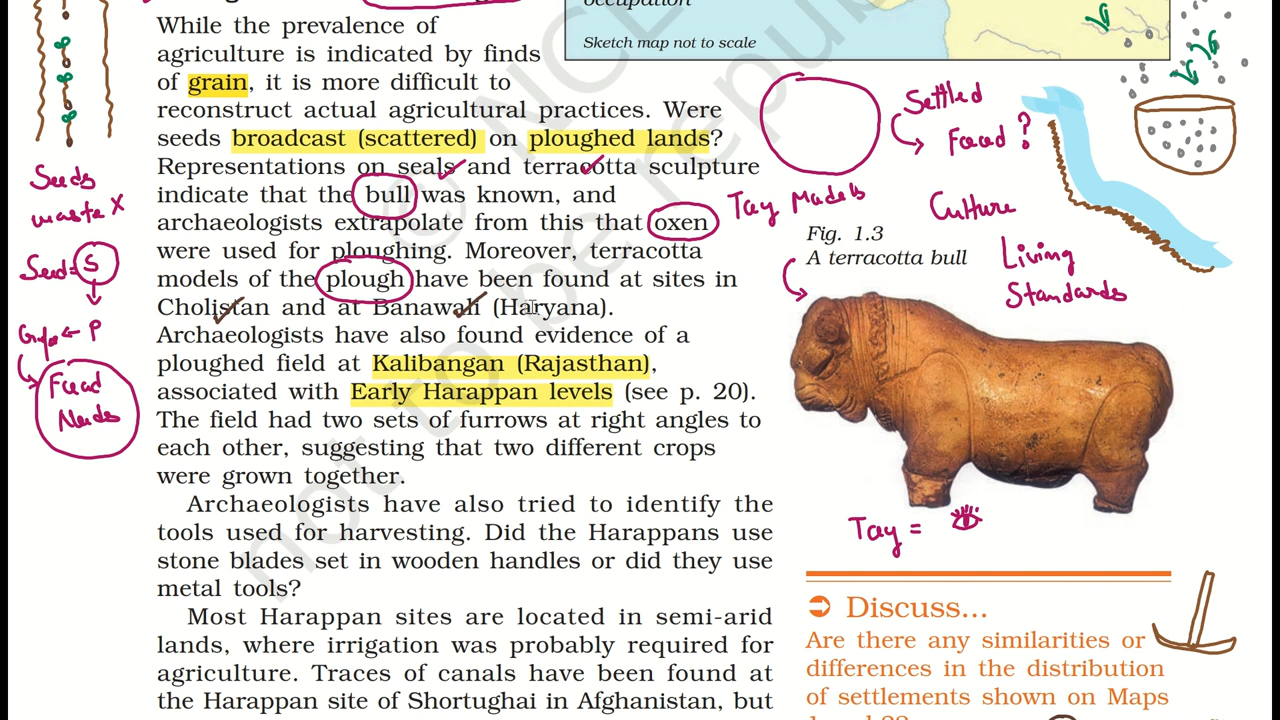 occupation
Sketch map not to scale
While the prevalence of
agriculture is indicated by finds
of grain, it is more difficult to
reconstruct actual agricultural practices. Were
seeds broadcast (scattered) on ploughed lands?
Representations on seals and terracotta sculpture
indicate that the bull was known, and
archaeologists extrapolate from this that oxen
were used for ploughing. Moreover, terracotta
models of the plough have been found at sites in
Cholistan and at Banawali (Haryana).
Archaeologists have also found evidence of a
ploughed field at Kalibangan (Rajasthan),
associated with Early Harappan levels (see p. 20).
The field had two sets of furrows at right angles to
each other, suggesting that two different crops
were grown together.
Archaeologists have also tried to identify the
tools used for harvesting. Did the Harappans use
stone blades set in wooden handles or did they use
metal tools?
Most Harappan sites are located in semi-arid
lands, where irrigation was probably required for
agriculture. Traces of canals have been found at
the Harappan site of Shortughai in Afghanistan, but
Seeds
waste X
Seed = S
P
Food
Needs
Settled
Food ?
Toy Models
Culture
Living
Standards
Fig. 1.3
A terracotta bull
Toy =
Discuss...
Are there any similarities or
differences in the distribution
of settlements shown on Maps
not to be republished